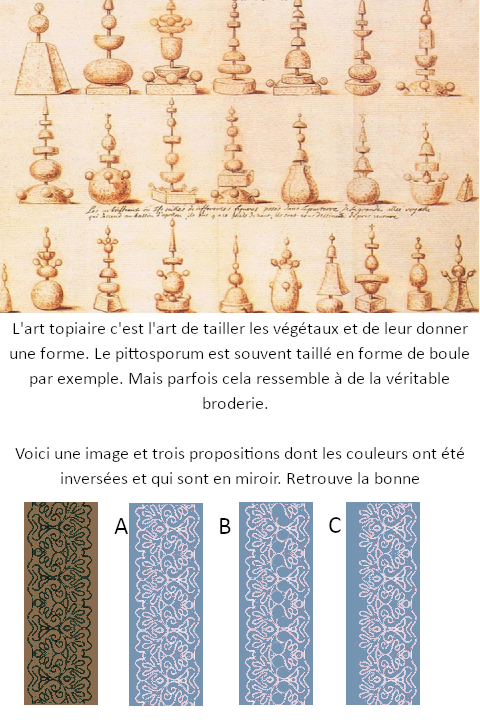 L'art topiaire c'est l'art de tailler les végétaux et de leur donner
une forme. Le pittosporum est souvent taillé en forme de boule
par exemple. Mais parfois cela ressemble à de la véritable
broderie.
Voici une image et trois propositions dont les couleurs ont été
inversées et qui sont en miroir. Retrouve la bonne
A B C